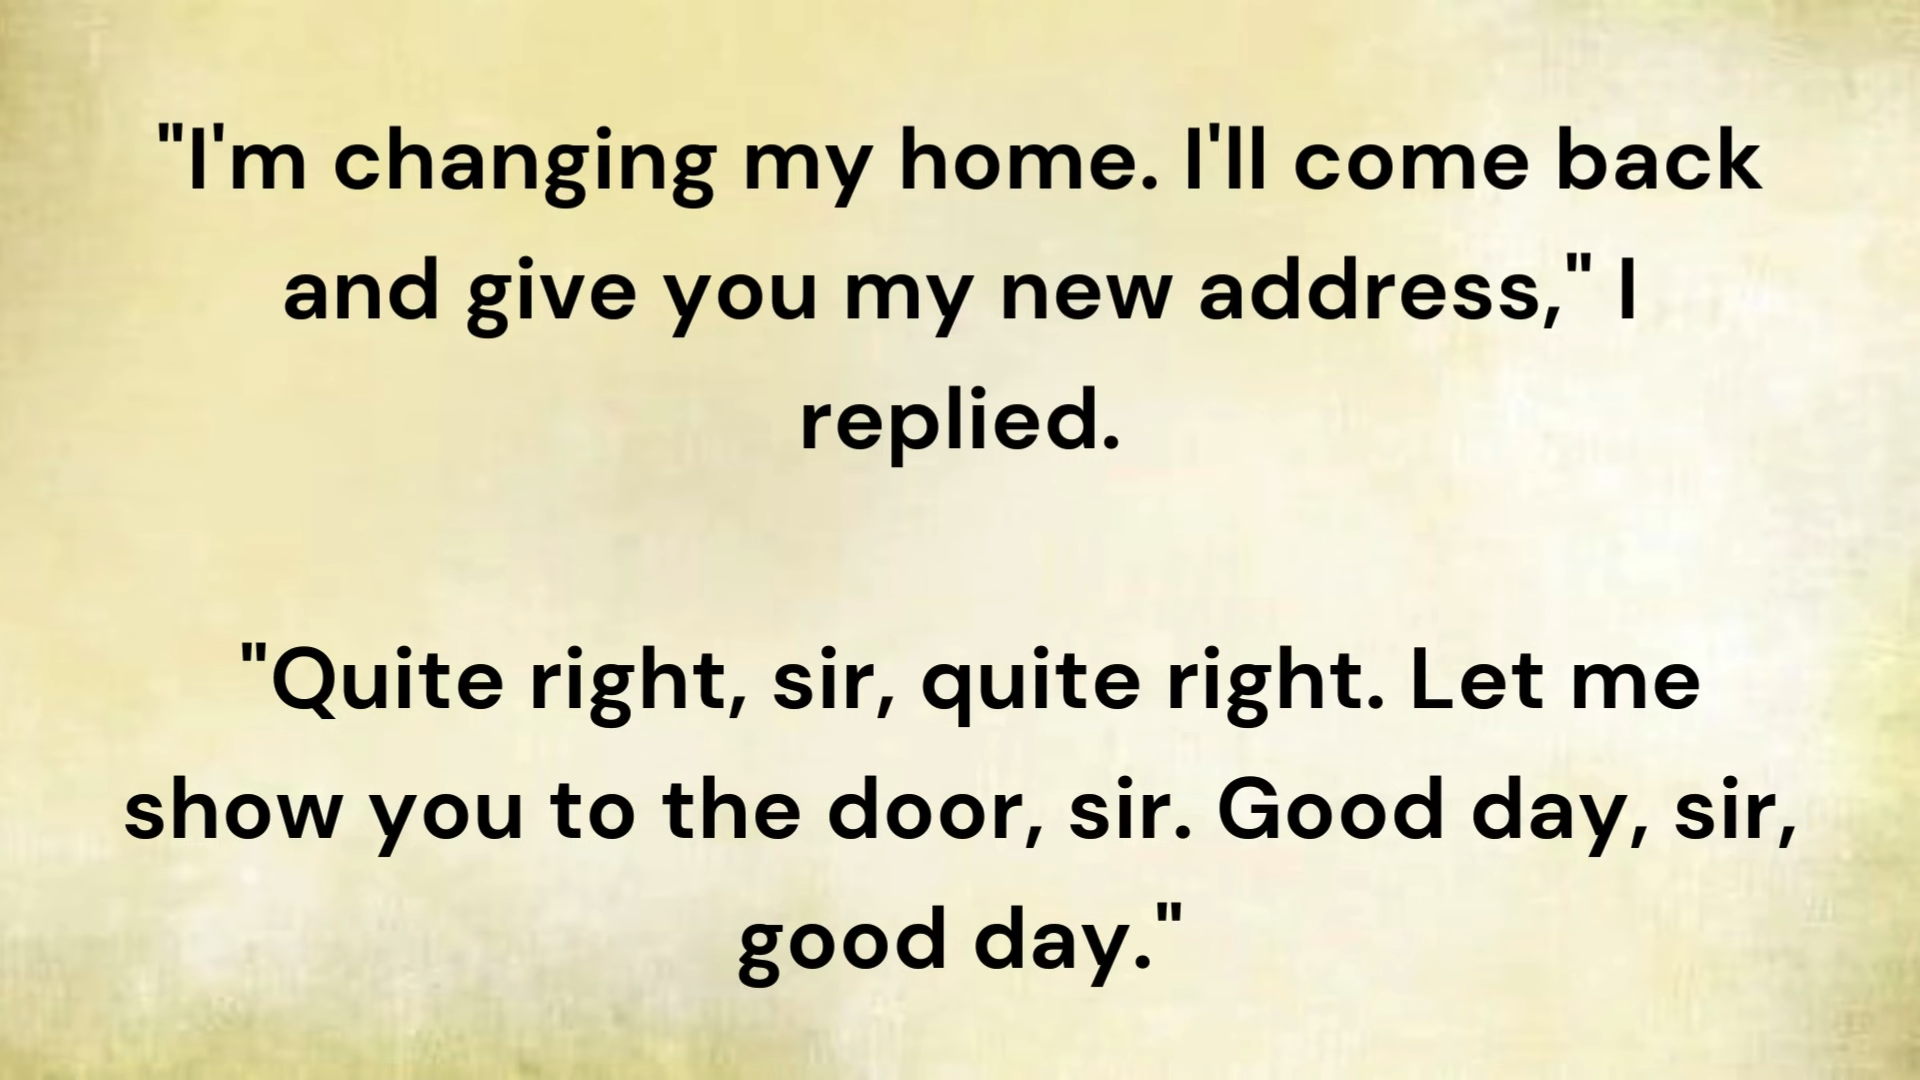 "I'm changing my home. I'll come back
and give you my new address," I
replied.
"Quite right, sir, quite right. Let me
show you to the door, sir. Good day, sir,
good day."